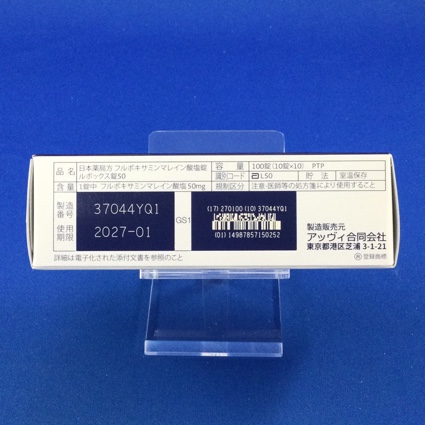 品名 日本薬局方 フルボキサミンマレイン酸塩錠 容量 100錠(10錠×10) PTP
ルボックス錠50 識別コード L50 貯法 室温保存
含量 1錠中 フルボキサミンマレイン酸塩50mg 規制区分 注意-医師等の処方箋により使用すること
製造番号 37044YQ1
使用期限 2027-01
GS1
(17) 270100 (10) 37044YQ1
(01) 14987857150252
製造販売元
アッヴィ合同会社
東京都港区芝浦 3-1-21
詳細は電子化された添付文書を参照のこと
Ⓡ登録商標